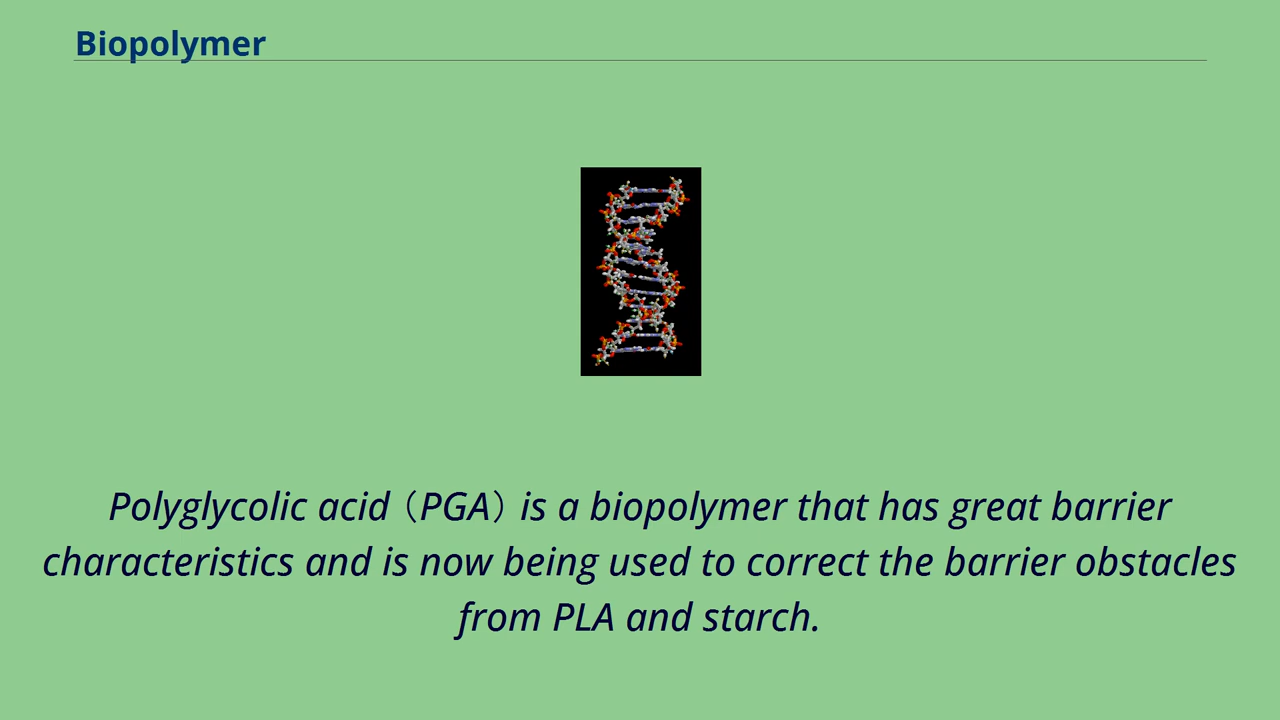 Biopolymer
Polyglycolic acid（PGA）is a biopolymer that has great barrier
characteristics and is now being used to correct the barrier obstacles
from PLA and starch.